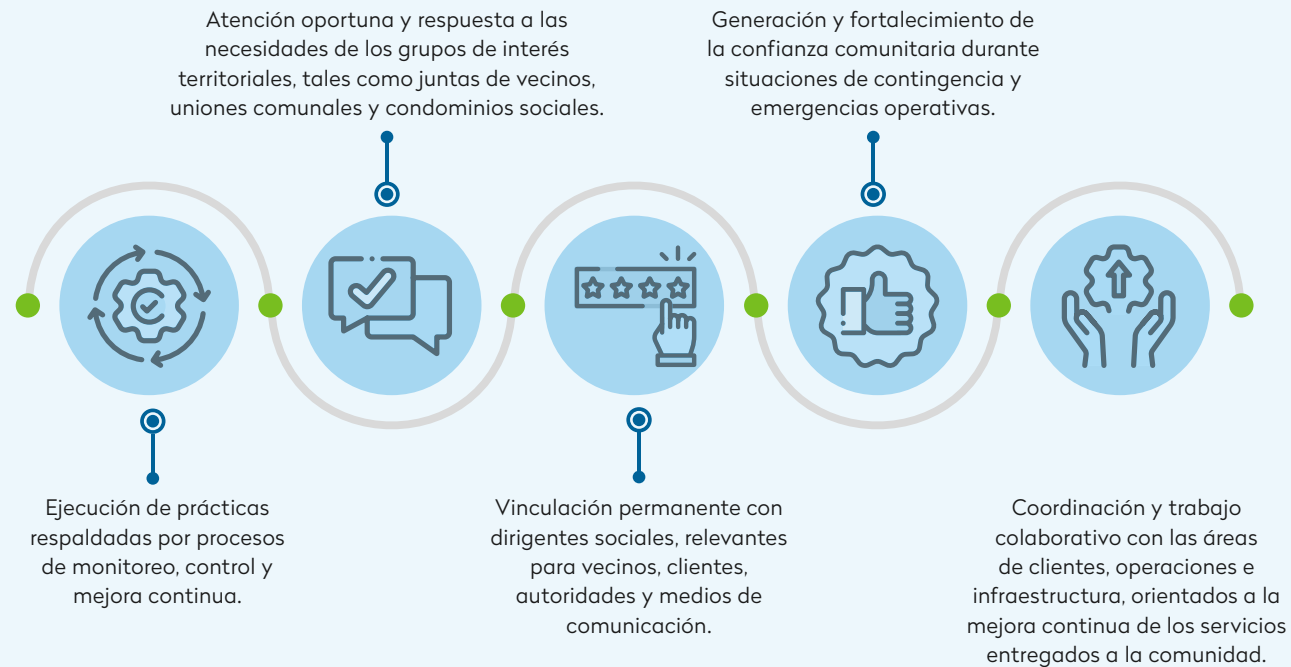 Atención oportuna y respuesta a las
necesidades de los grupos de interés
territoriales, tales como juntas de vecinos,
uniones comunales y condominios sociales.
Generación y fortalecimiento de
la confianza comunitaria durante
situaciones de contingencia y
emergencias operativas.
Ejecución de prácticas
respaldadas por procesos
de monitoreo, control y
mejora continua.
Vinculación permanente con
dirigentes sociales, relevantes
para vecinos, clientes,
autoridades y medios de
comunicación.
Coordinación y trabajo
colaborativo con las áreas
de clientes, operaciones e
infraestructura, orientados a la
mejora continua de los servicios
entregados a la comunidad.